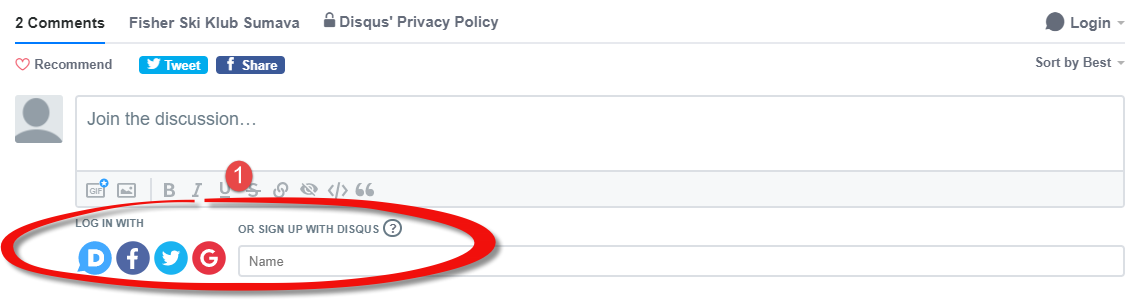 2 Comments Fisher Ski Klub Sumava Disqus' Privacy Policy Login
Recommend Tweet f Share Sort by Best
Join the discussion…
1
GIF B I U S </> ❝
LOG IN WITH OR SIGN UP WITH DISQUS ?
D f G Name